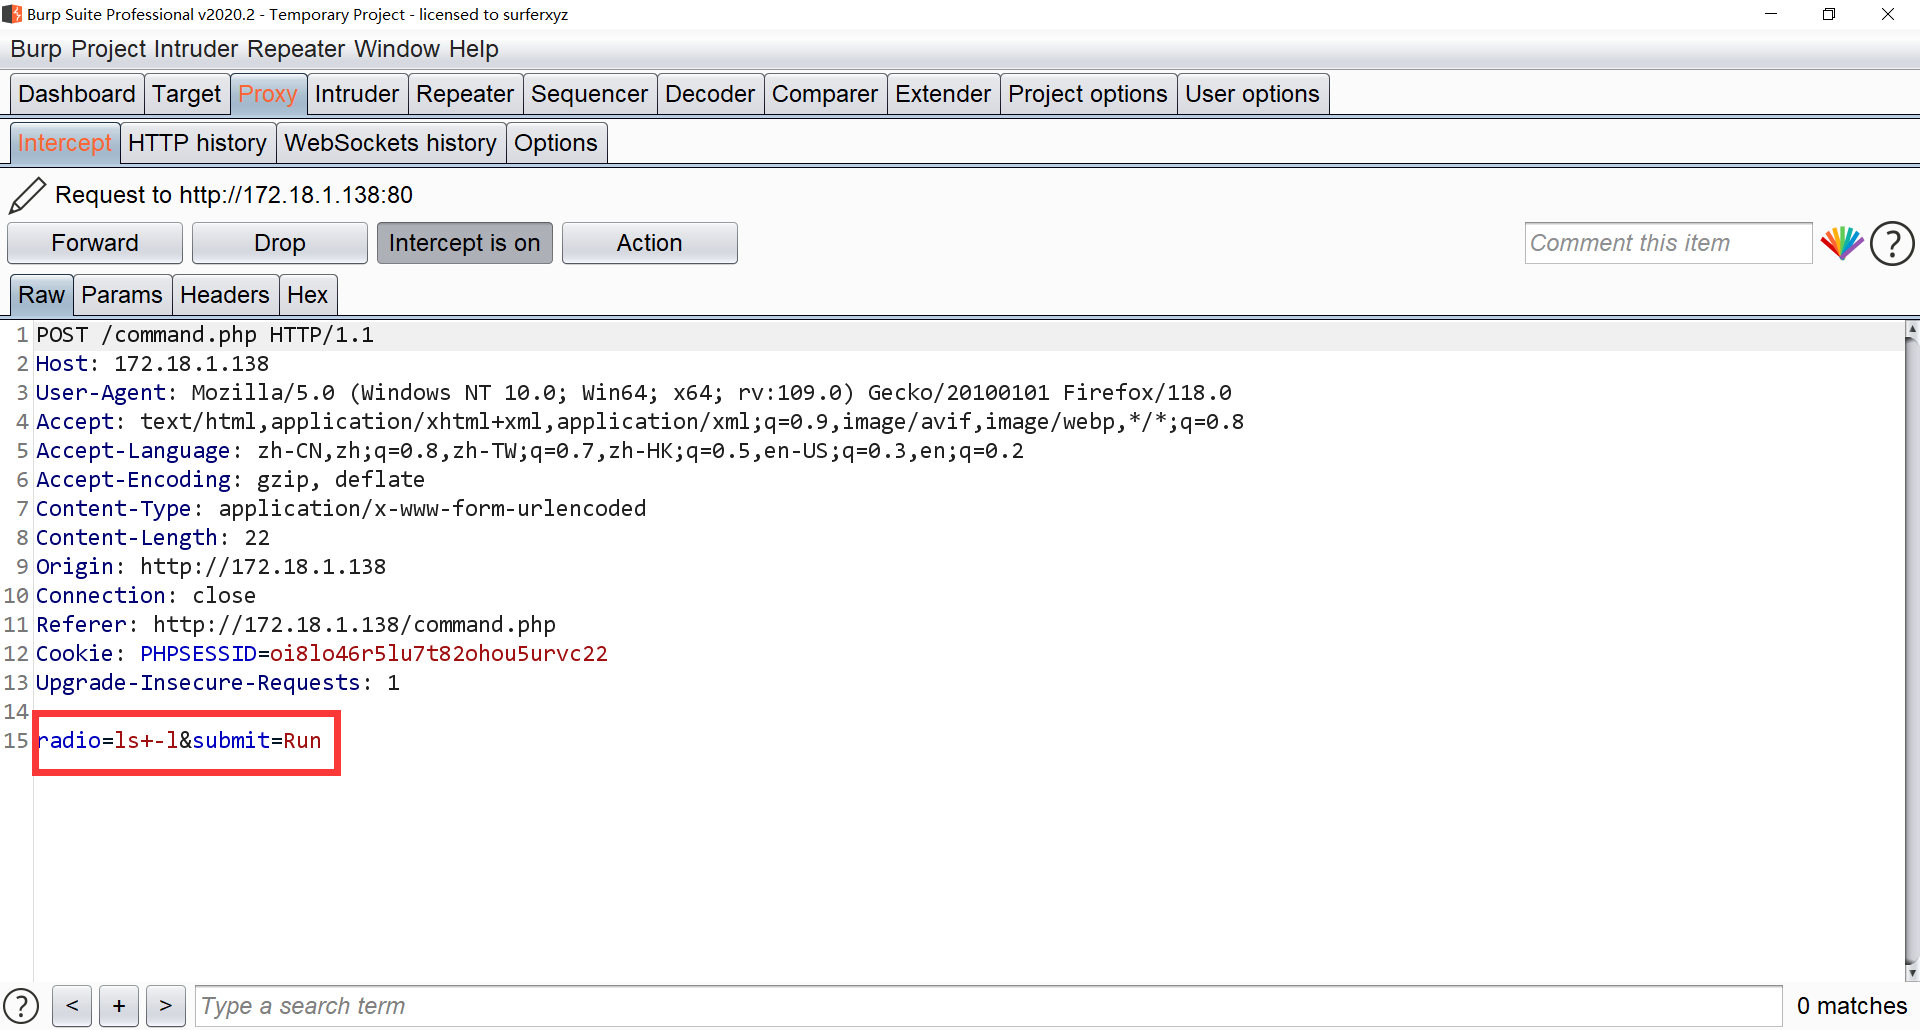 Burp Suite Professional v2020.2 - Temporary Project - licensed to surferxyz
Burp Project Intruder Repeater Window Help
Dashboard Target Proxy Intruder Repeater Sequencer Decoder Comparer Extender Project options User options
Intercept HTTP history WebSockets history Options
Request to http://172.18.1.138:80
Forward Drop Intercept is on Action Comment this item ?
Raw Params Headers Hex
1 POST /command.php HTTP/1.1
2 Host: 172.18.1.138
3 User-Agent: Mozilla/5.0 (Windows NT 10.0; Win64; x64; rv:109.0) Gecko/20100101 Firefox/118.0
4 Accept: text/html,application/xhtml+xml,application/xml;q=0.9,image/avif,image/webp,*/*;q=0.8
5 Accept-Language: zh-CN,zh;q=0.8,zh-TW;q=0.7,zh-HK;q=0.5,en-US;q=0.3,en;q=0.2
6 Accept-Encoding: gzip, deflate
7 Content-Type: application/x-www-form-urlencoded
8 Content-Length: 22
9 Origin: http://172.18.1.138
10 Connection: close
11 Referer: http://172.18.1.138/command.php
12 Cookie: PHPSESSID=oi8lo46r5lu7t82ohou5urvc22
13 Upgrade-Insecure-Requests: 1
14
15 radio=ls+-l&submit=Run
? < + > Type a search term 0 matches